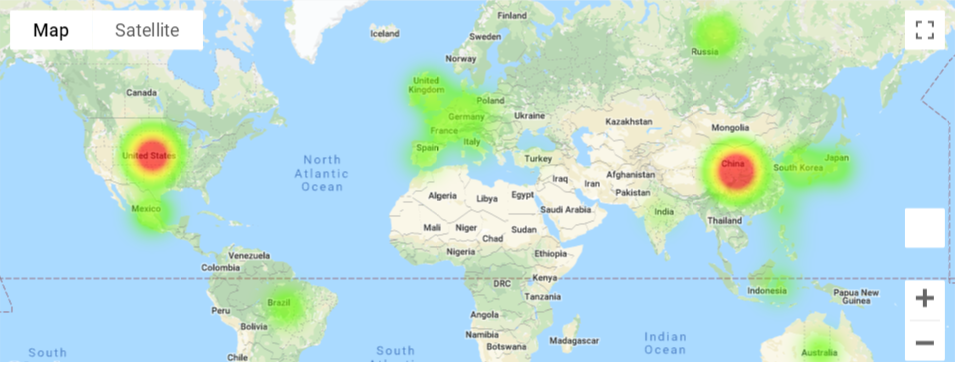 Map
Satellite
Finland
Iceland
Sweden
Russia
Norway
United
Kingdom
Canada
Poland
Germany
Ukraine
Kazakhstan
Mongolia
France
Italy
Spain
Turkey
United States
North
Atlantic
Ocean
China
South Korea
Japan
Iraq
Iran
Afghanistan
Pakistan
Algeria
Libya
Egypt
Saudi Arabia
India
Mexico
Thailand
Mali
Niger
Chad
Sudan
Nigeria
Ethiopia
Venezuela
Colombia
DRC
Kenya
Tanzania
Indonesia
Papua New
Guinea
Brazil
Peru
Bolivia
Angola
Namibia
Botswana
Madagascar
Indian
Ocean
South
South
Chile
Australia